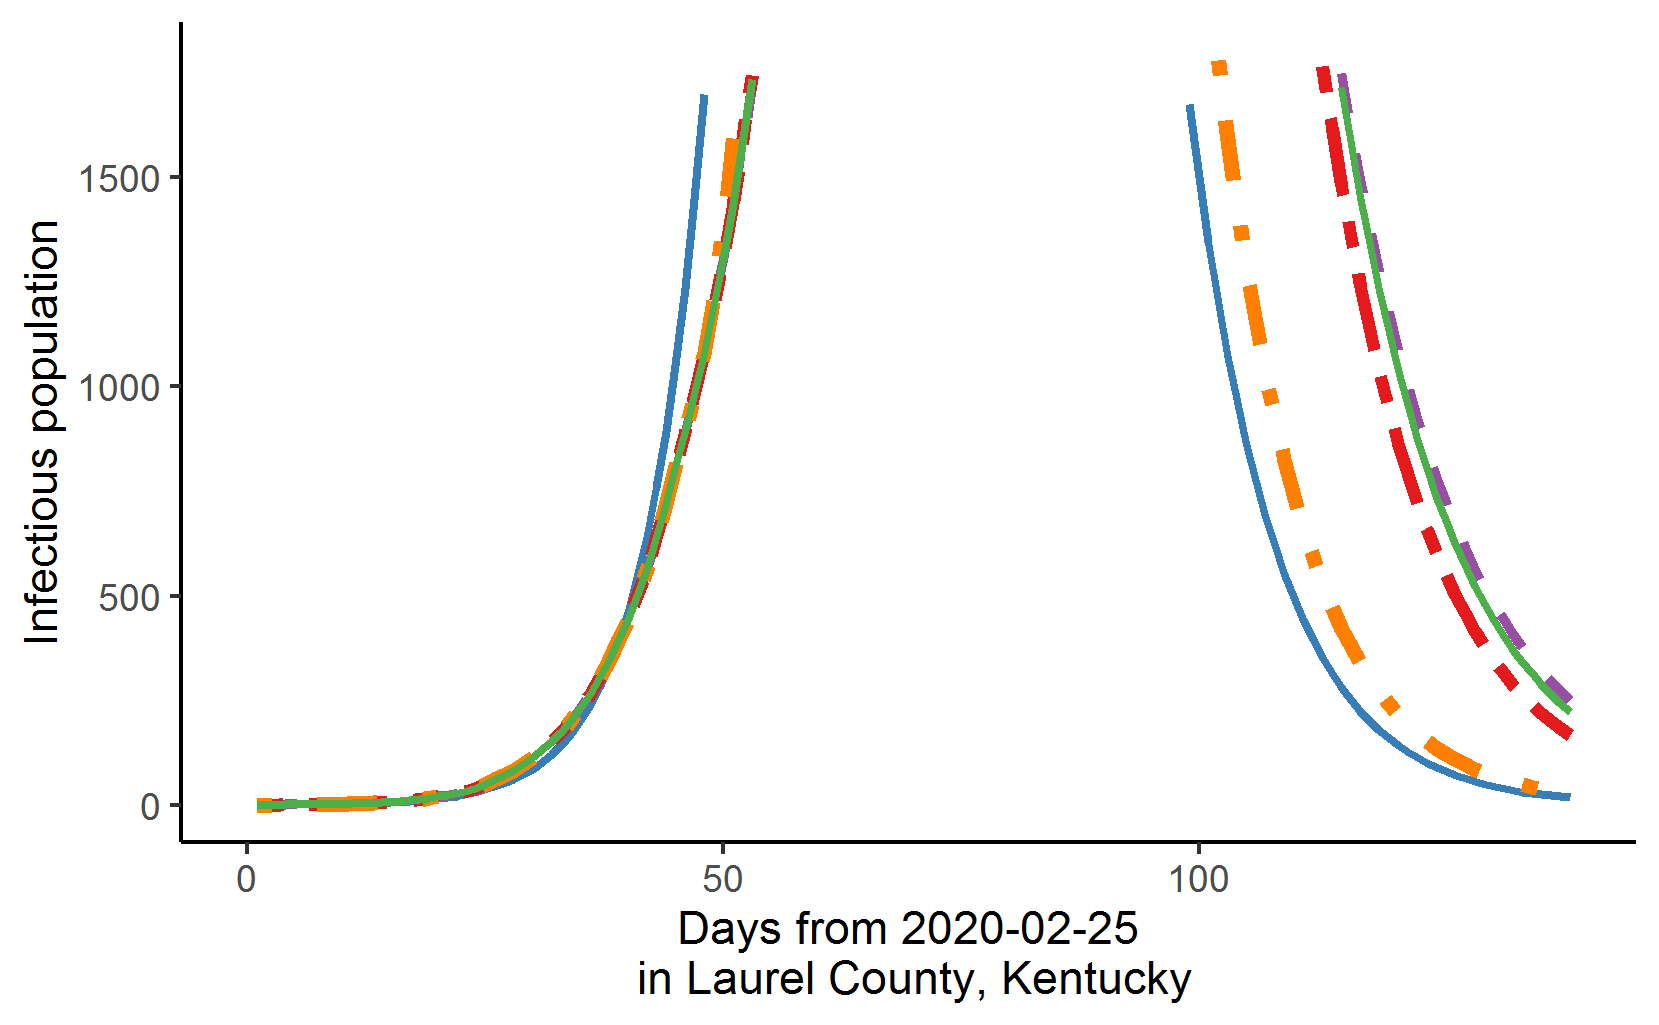 Infectious population
1500
1000
500
0
0 50 100
Days from 2020-02-25
in Laurel County, Kentucky